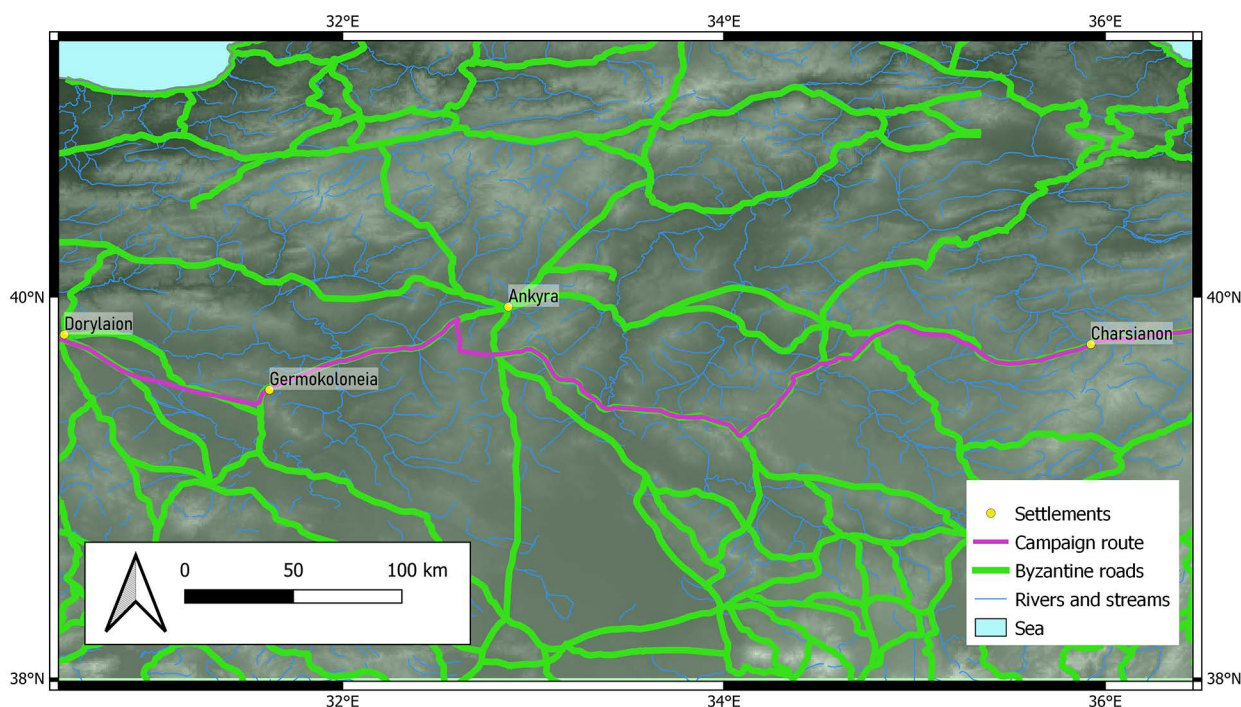 32°E 34°E 36°E
40°N 40°N
Ankyra
Dorylaion
Charsianon
Germokoloneia
Settlements
Campaign route
Byzantine roads
Rivers and streams
Sea
0 50 100 km
38°N 38°N
32°E 34°E 36°E